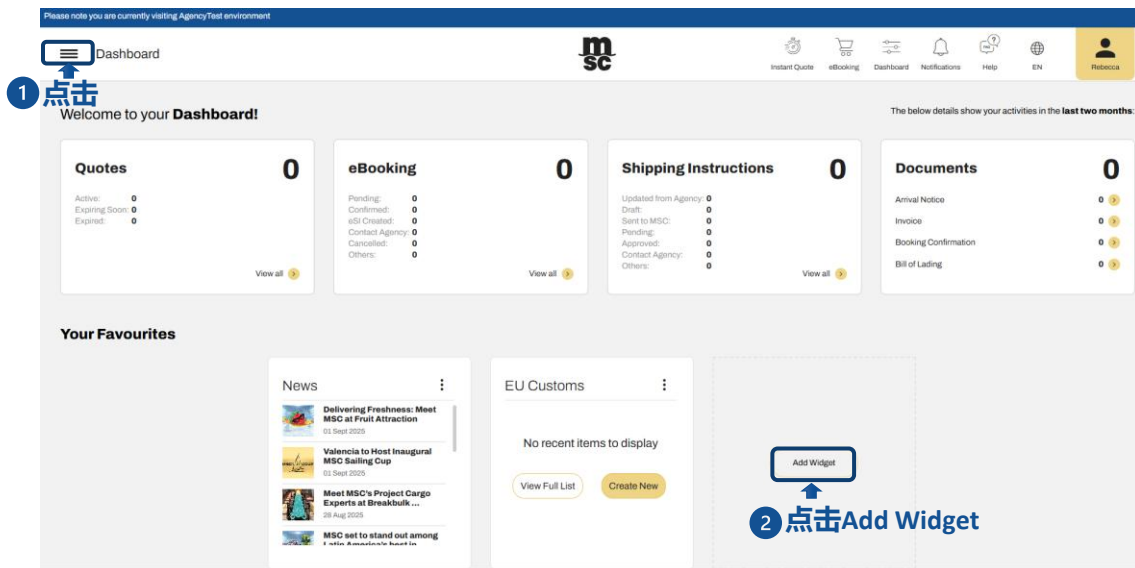 Please note you are currently visiting AgencyTest environment
Dashboard
msc
Instant Quote
eBooking
Dashboard
Notifications
Help
EN
Rebecca
1 点击
Welcome to your Dashboard!
The below details show your activities in the last two months:
Quotes 0
Active: 0
Expiring Soon: 0
Expired: 0
View all
eBooking 0
Pending: 0
Confirmed: 0
eSI Created: 0
Contact Agency: 0
Cancelled: 0
Others: 0
View all
Shipping Instructions 0
Updated from Agency: 0
Draft: 0
Sent to MSC: 0
Pending: 0
Approved: 0
Contact Agency: 0
Others: 0
View all
Documents 0
Arrival Notice 0
Invoice 0
Booking Confirmation 0
Bill of Lading 0
Your Favourites
News
Delivering Freshness: Meet
MSC at Fruit Attraction
01 Sept 2025
Valencia to Host Inaugural
MSC Sailing Cup
01 Sept 2025
Meet MSC's Project Cargo
Experts at Breakbulk ...
28 Aug 2025
MSC set to stand out among
Latin America's best in
EU Customs
No recent items to display
View Full List
Create New
Add Widget
2 点击Add Widget